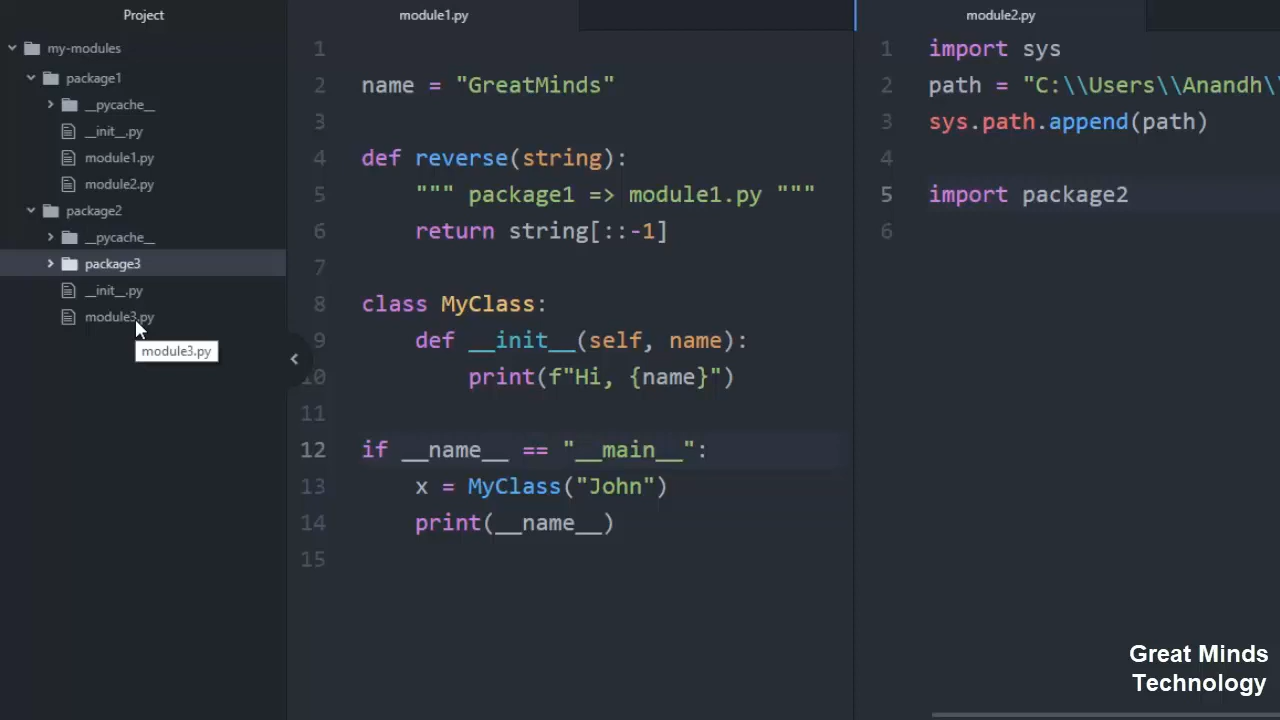 Project
my-modules
package1
__pycache__
__init__.py
module1.py
module2.py
package2
__pycache__
package3
__init__.py
module3.py
module3.py
module1.py
1
2 name = "GreatMinds"
3
4 def reverse(string):
5 """ package1 => module1.py """
6 return string[::-1]
7
8 class MyClass:
9 def __init__(self, name):
10 print(f"Hi, {name}")
11
12 if __name__ == "__main__":
13 x = MyClass("John")
14 print(__name__)
15
module2.py
1 import sys
2 path = "C:\\Users\\Anandh\
3 sys.path.append(path)
4
5 import package2
6
Great Minds
Technology